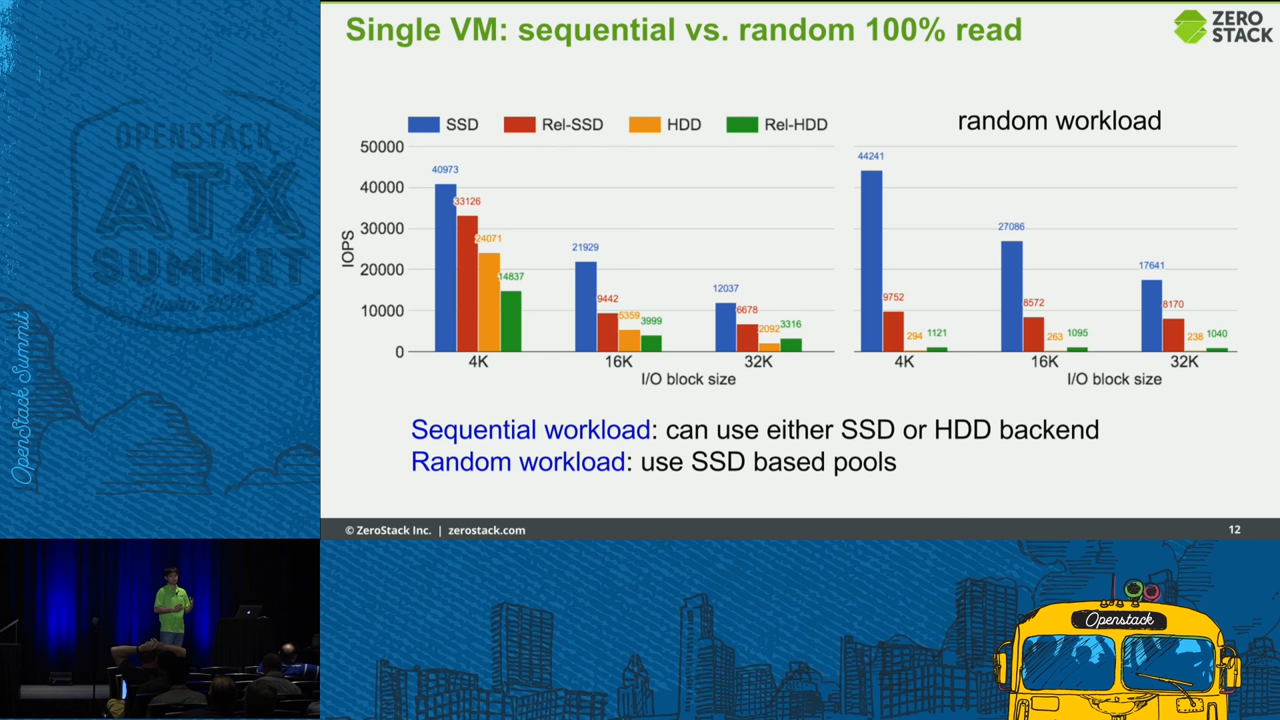 Single VM: sequential vs. random 100% read
ZERO
STACK
OPENSTACK
ATX
SUMMIT
OpenStack Summit
SSD
Rel-SSD
HDD
Rel-HDD
random workload
IOPS
50000
40000
30000
20000
10000
0
40973
33126
24071
14837
21929
9442
5359
3999
12037
6678
2092
3316
4K
16K
32K
I/O block size
44241
9752
294
1121
27086
8572
263
1095
17641
8170
238
1040
4K
16K
32K
I/O block size
Sequential workload: can use either SSD or HDD backend
Random workload: use SSD based pools
© ZeroStack Inc. | zerostack.com
12
Openstack